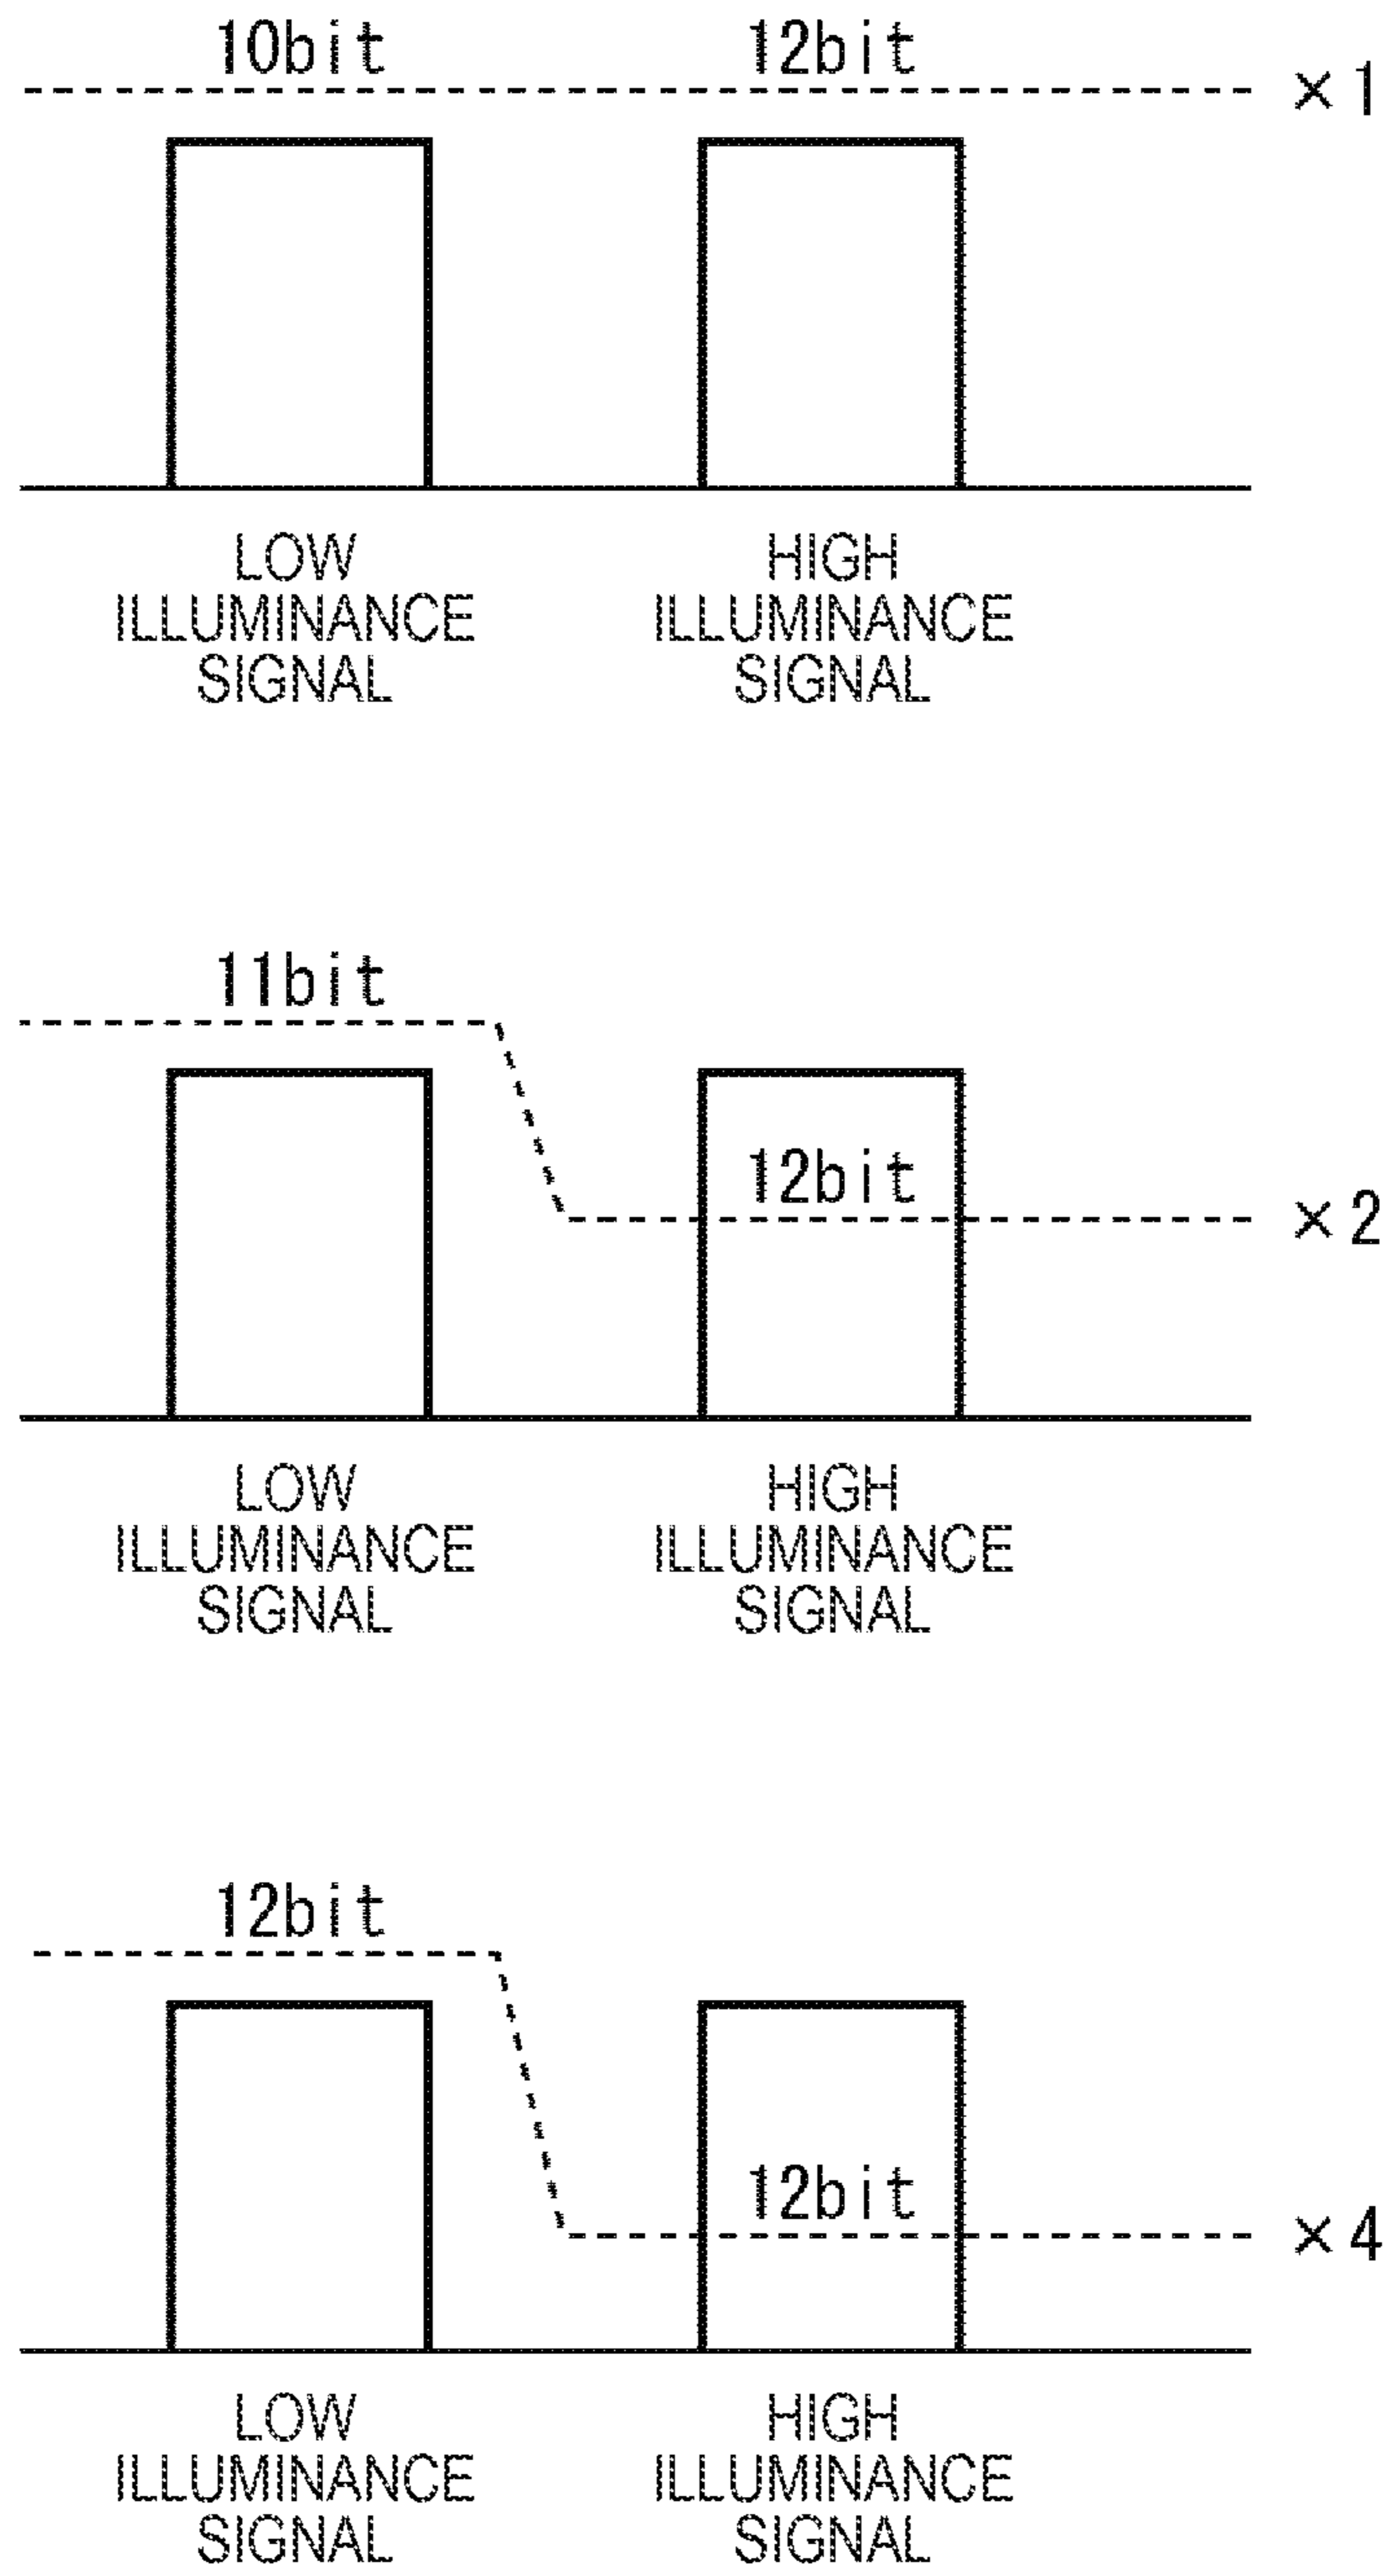 10bit 12bit
×1
LOW HIGH
ILLUMINANCE ILLUMINANCE
SIGNAL SIGNAL
11bit
12bit
×2
LOW HIGH
ILLUMINANCE ILLUMINANCE
SIGNAL SIGNAL
12bit
12bit
×4
LOW HIGH
ILLUMINANCE ILLUMINANCE
SIGNAL SIGNAL